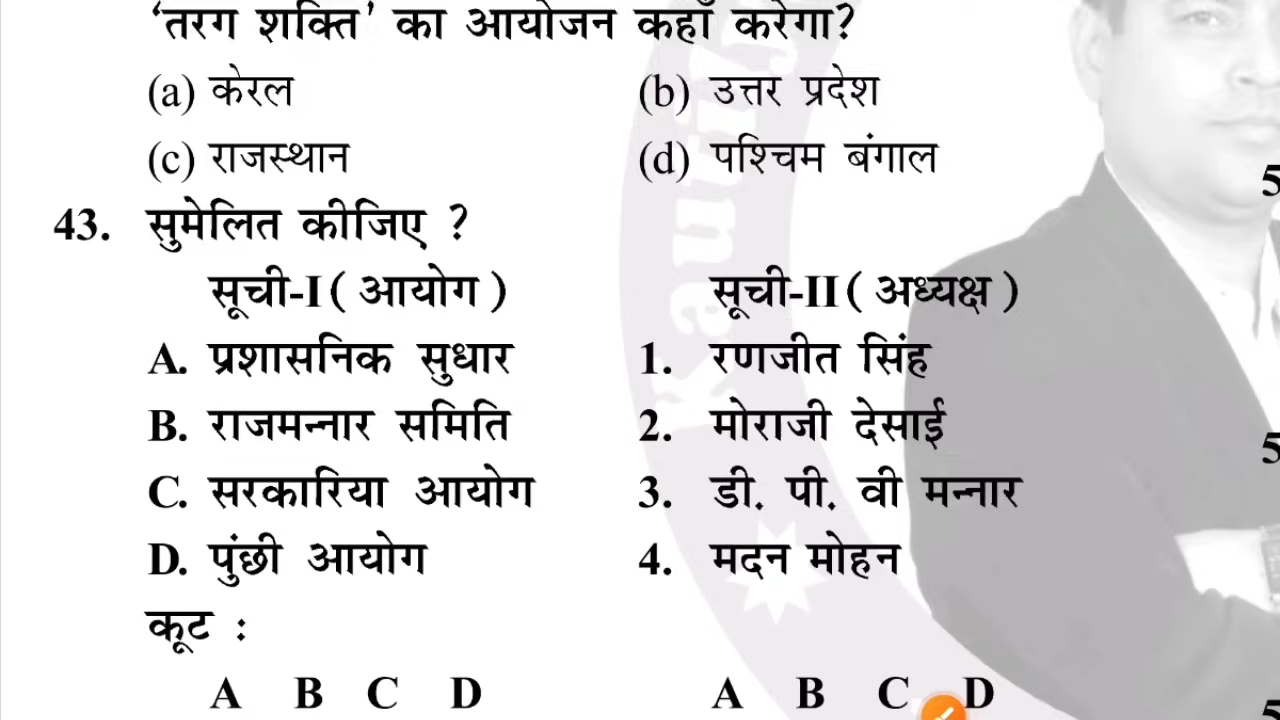 'तरग शक्ति' का आयोजन कहाँ करेगा?
(a) केरल (b) उत्तर प्रदेश
(c) राजस्थान (d) पश्चिम बंगाल
43. सुमेलित कीजिए ?
सूची-I ( आयोग ) सूची-II ( अध्यक्ष )
A. प्रशासनिक सुधार 1. रणजीत सिंह
B. राजमन्नार समिति 2. मोराजी देसाई
C. सरकारिया आयोग 3. डी. पी. वी मन्नार
D. पुंछी आयोग 4. मदन मोहन
कूट :
A B C D A B C D